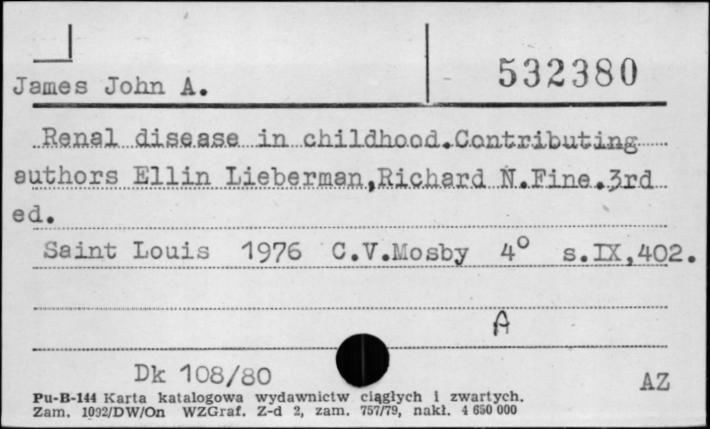 532380
James John A.
Renal disease in childhood.Contributing
authors Ellin Lieberman,Richard N.Fine.3rd
ed.
Saint Louis 1976 C.V.Mosby 4° s.IX,402.
A
Dk 108/80
AZ
Pu-B-144 Karta katalogowa wydawnictw ciągłych i zwartych.
Zam. 1092/DW/On WZGraf. Z-d 2, zam. 757/79, nakł. 4 650 000